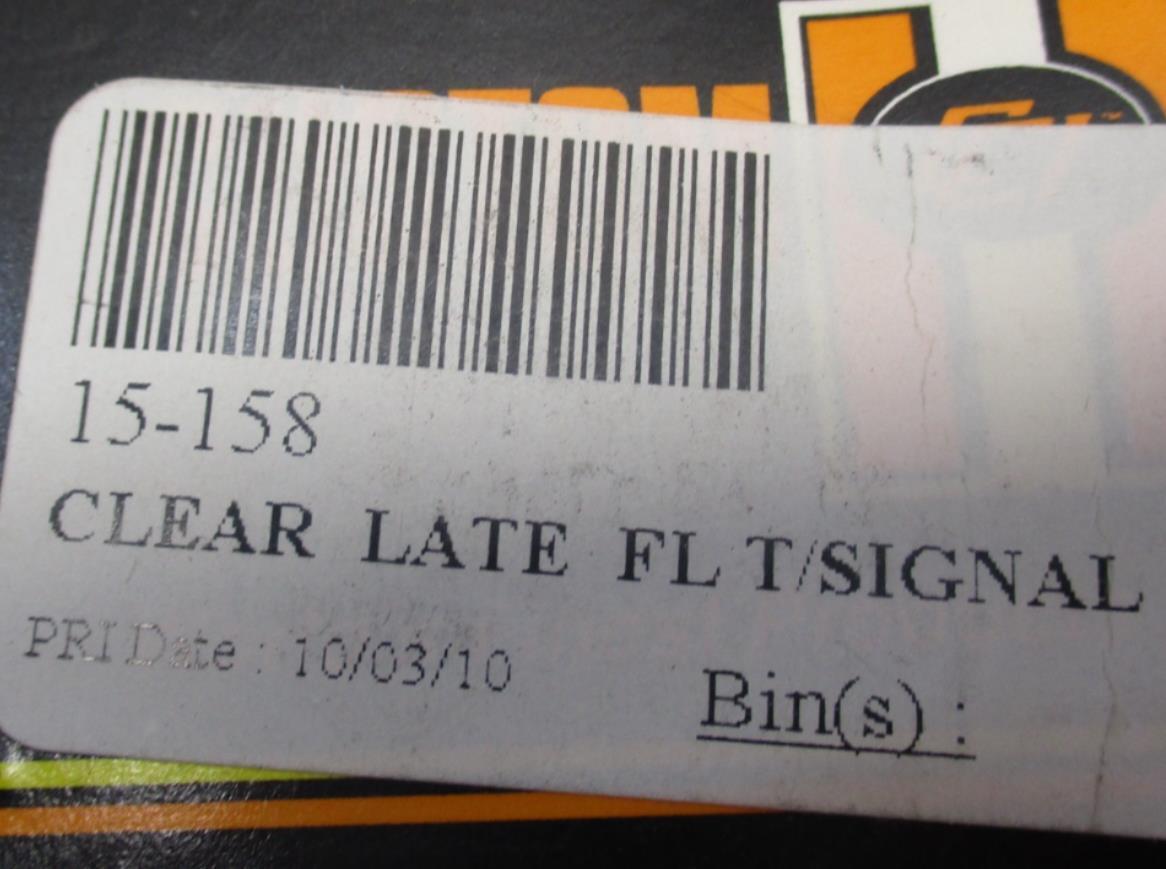 15-158
CLEAR LATE FL T/SIGNAL
PRI Date : 10/03/10
Bin(s) :